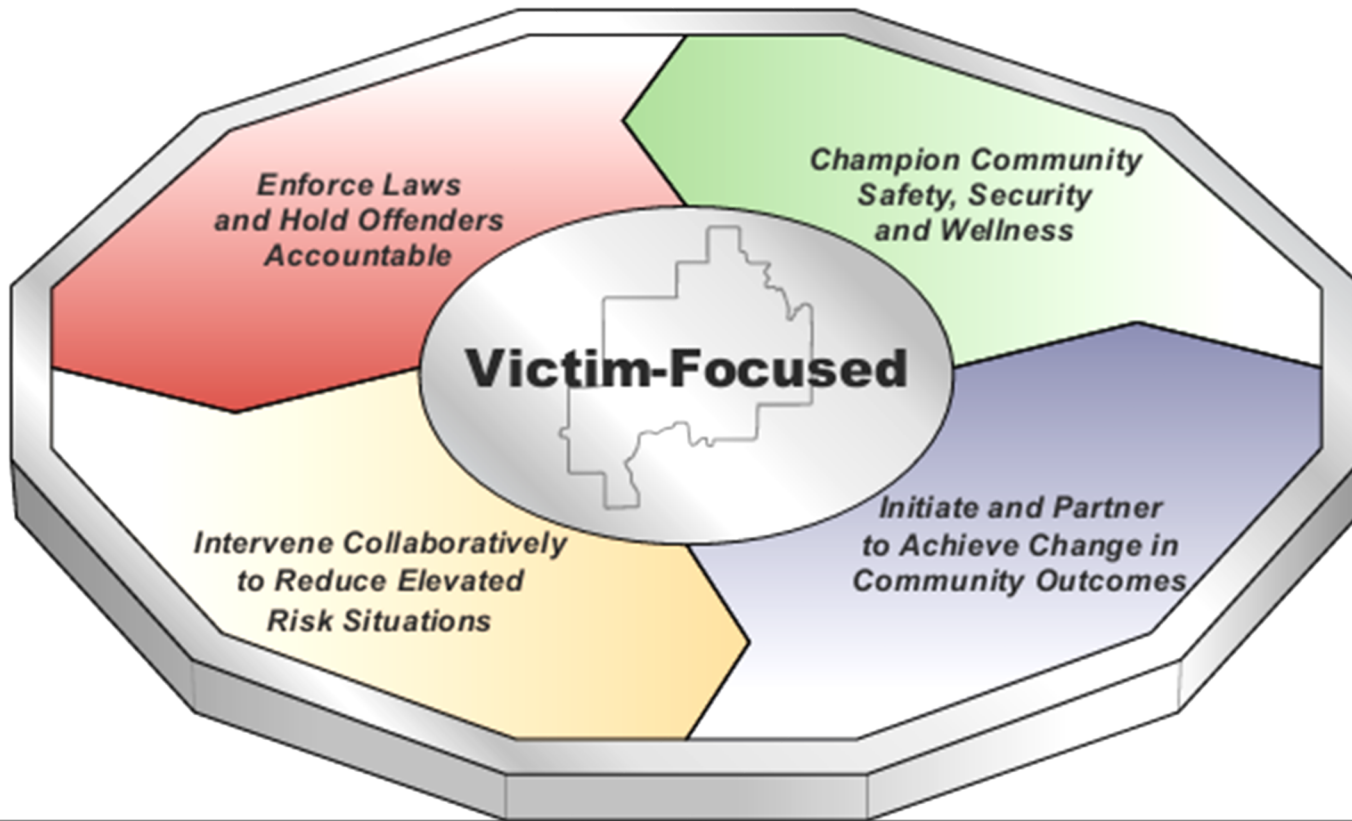 Enforce Laws
and Hold Offenders
Accountable
Champion Community
Safety, Security
and Wellness
Victim-Focused
Intervene Collaboratively
to Reduce Elevated
Risk Situations
Initiate and Partner
to Achieve Change in
Community Outcomes